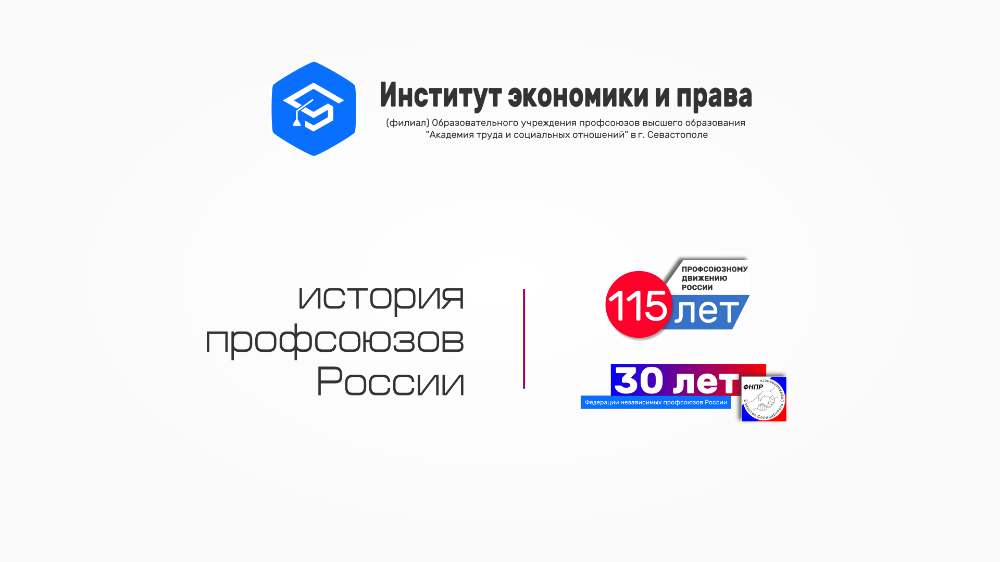 Институт экономики и права
(филиал) Образовательного учреждения профсоюзов высшего образования
"Академия труда и социальных отношений" в г. Севастополе
история
профсоюзов
России
ПРОФСОЮЗНОМУ
ДВИЖЕНИЮ
РОССИИ
115 лет
30 лет
Федерации независимых профсоюзов России
ФНПР
Единство Солидарность Справедливость